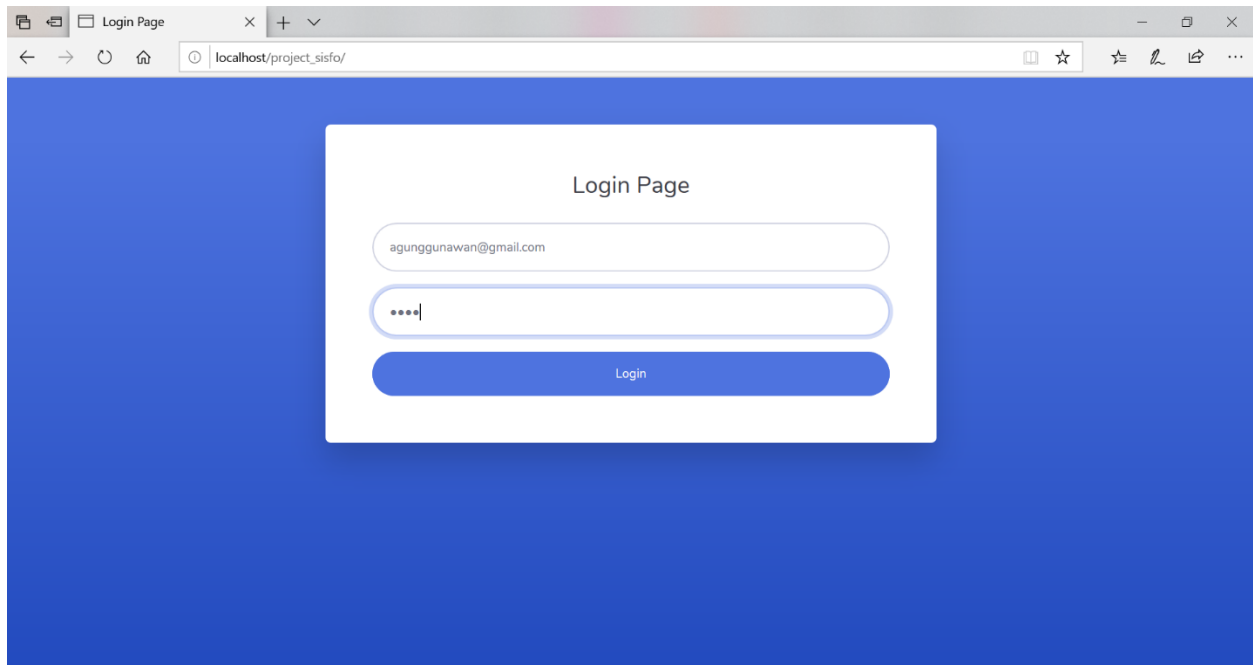 Login Page
localhost/project_sisfo/
Login Page
agunggunawan@gmail.com
••••
Login